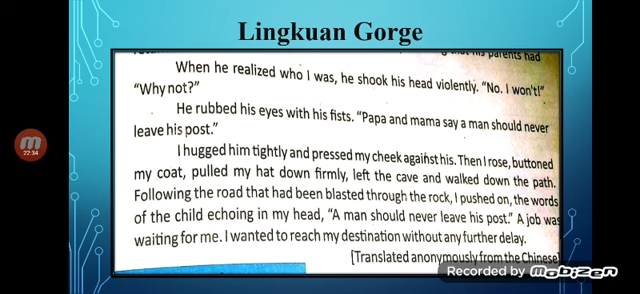 Lingkuan Gorge
his parents had
When he realized who I was, he shook his head violently. “No. I won't!”
“Why not?”
He rubbed his eyes with his fists. “Papa and mama say a man should never
leave his post.”
I hugged him tightly and pressed my cheek against his. Then I rose, buttoned
my coat, pulled my hat down firmly, left the cave and walked down the path.
Following the road that had been blasted through the rock, I pushed on, the words
of the child echoing in my head, “A man should never leave his post.” A job was
waiting for me. I wanted to reach my destination without any further delay.
[Translated anonymously from the Chinese]
22:34
Recorded by mobizen